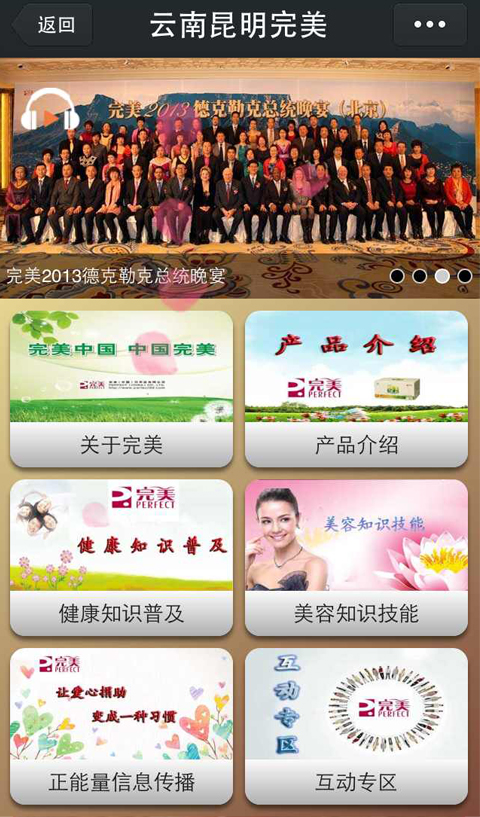 返回
云南昆明完美
完美2013德克勒克总统晚宴（北京）
完美2013德克勒克总统晚宴
完美中国 中国完美
完美
PERFECT
关于完美
产品介绍
完美
PERFECT
产品介绍
完美
PERFECT
健康知识普及
健康知识普及
美容知识技能
美容知识技能
完美
PERFECT
让爱心捐助
变成一种习惯
正能量信息传播
互动专区
完美
PERFECT
互动专区